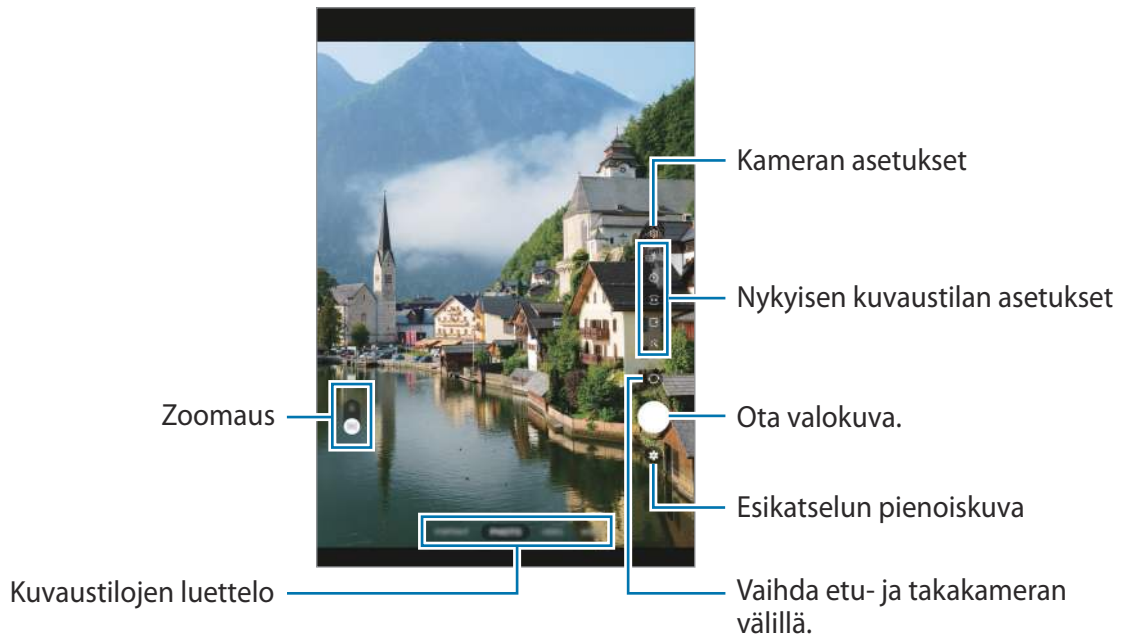 Kameran asetukset
Nykyisen kuvaustilan asetukset
Zoomaus
Ota valokuva.
Esikatselun pienoiskuva
Kuvaustilojen luettelo
Vaihda etu- ja takakameran
välillä.